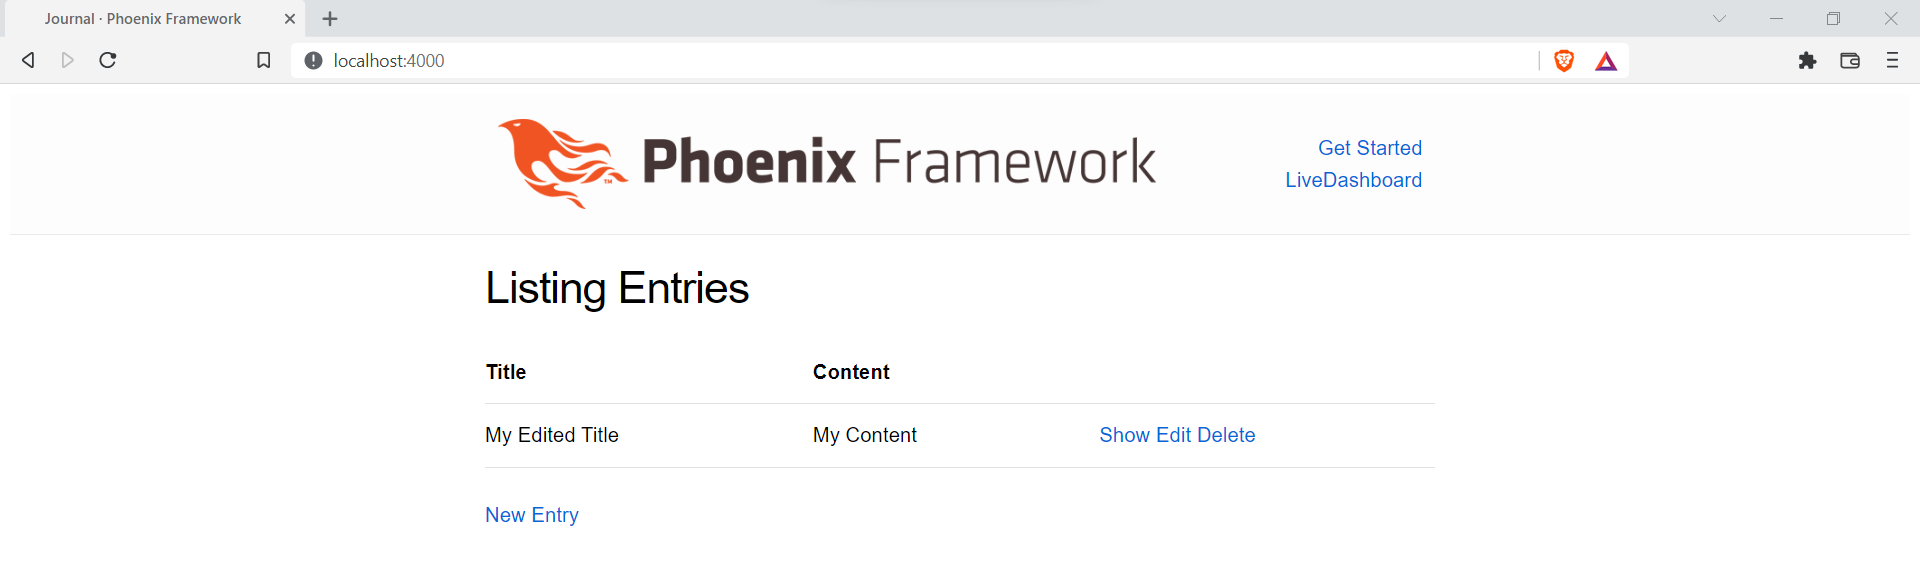 Journal · Phoenix Framework
localhost:4000
Phoenix Framework
TM
Get Started
LiveDashboard
Listing Entries
Title Content
My Edited Title My Content Show Edit Delete
New Entry